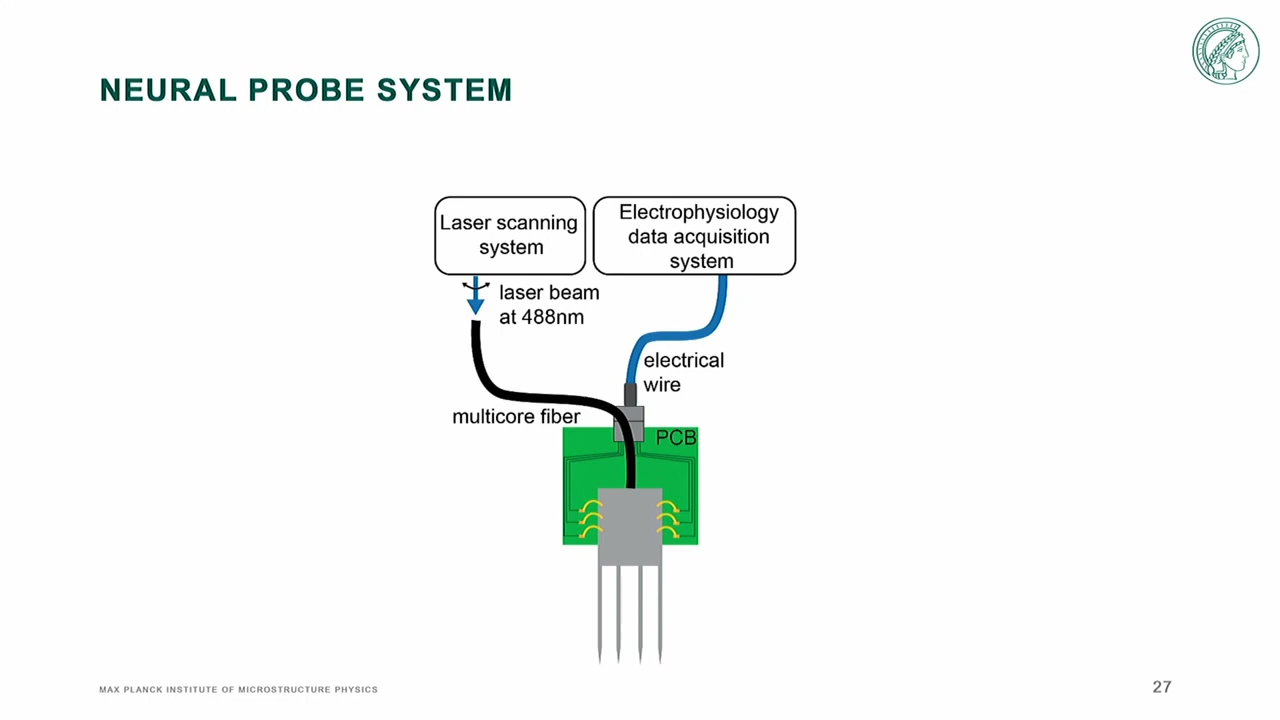 NEURAL PROBE SYSTEM
Laser scanning
system
Electrophysiology
data acquisition
system
laser beam
at 488nm
electrical
wire
multicore fiber
PCB
MAX PLANCK INSTITUTE OF MICROSTRUCTURE PHYSICS
27